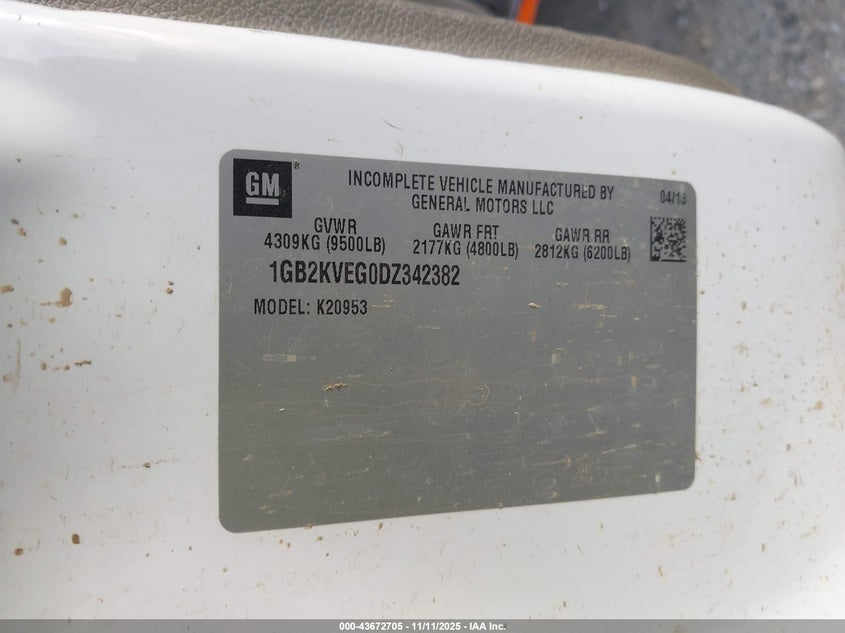 GM
INCOMPLETE VEHICLE MANUFACTURED BY
GENERAL MOTORS LLC
04/13
GVWR
4309KG (9500LB)
GAWR FRT
2177KG (4800LB)
GAWR RR
2812KG (6200LB)
1GB2KVEG0DZ342382
MODEL: K20953
000-43672705 - 11/11/2025 - IAA Inc.